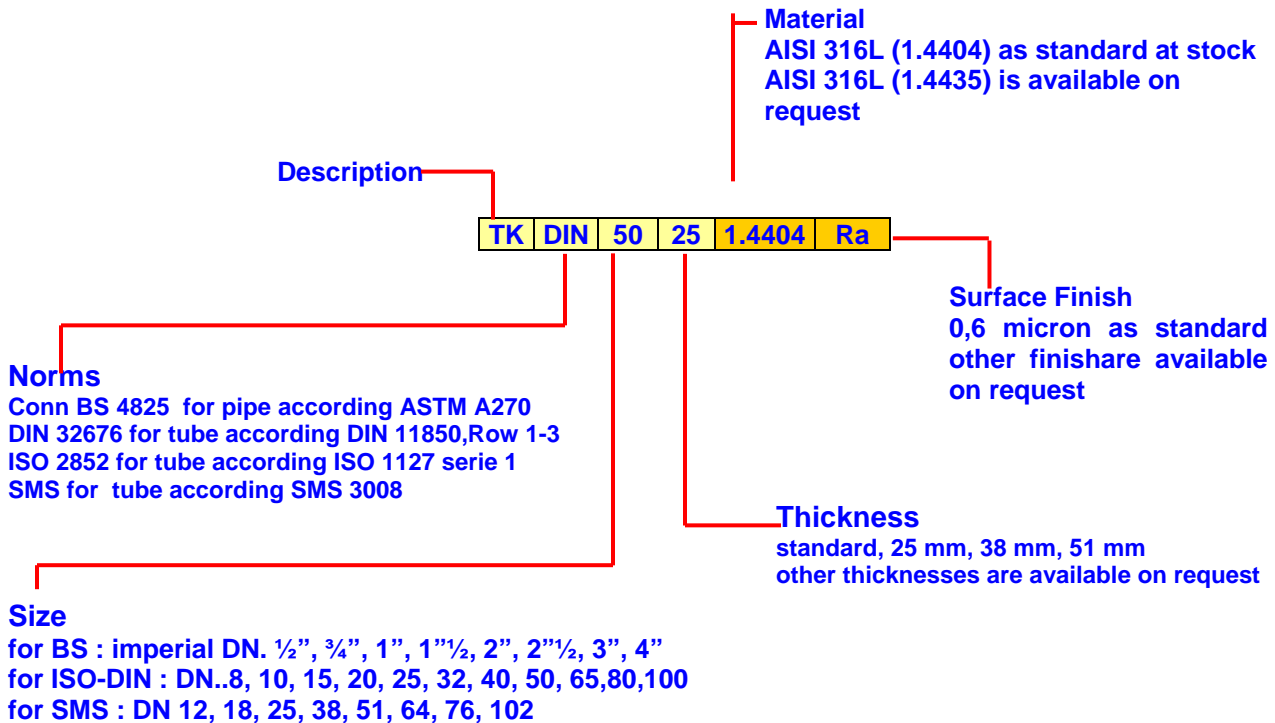 Material
AISI 316L (1.4404) as standard at stock
AISI 316L (1.4435) is available on
request
Description
TK DIN 50 25 1.4404 Ra
Surface Finish
0,6 micron as standard
other finishare available
on request
Norms
Conn BS 4825 for pipe according ASTM A270
DIN 32676 for tube according DIN 11850,Row 1-3
ISO 2852 for tube according ISO 1127 serie 1
SMS for tube according SMS 3008
Thickness
standard, 25 mm, 38 mm, 51 mm
other thicknesses are available on request
Size
for BS : imperial DN. ½”, ¾”, 1”, 1”½, 2”, 2”½, 3”, 4”
for ISO-DIN : DN..8, 10, 15, 20, 25, 32, 40, 50, 65,80,100
for SMS : DN 12, 18, 25, 38, 51, 64, 76, 102